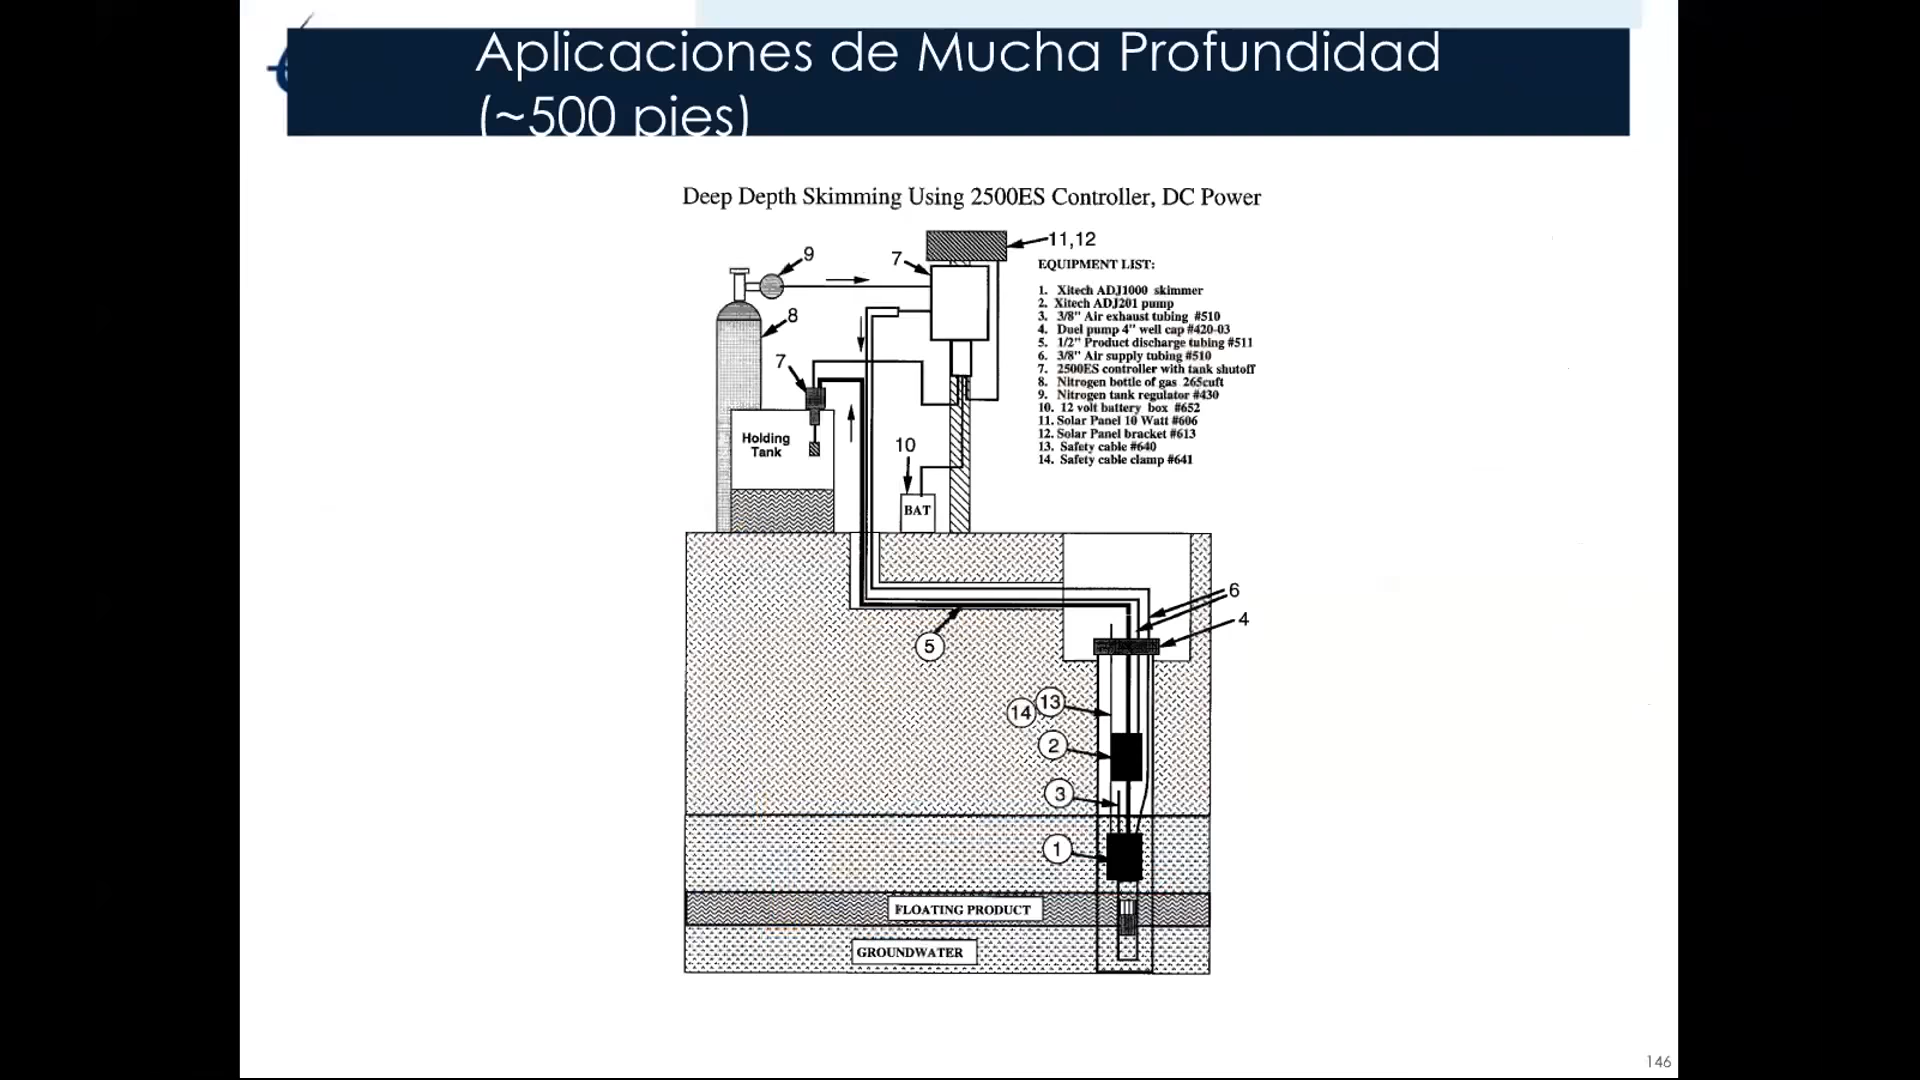 Aplicaciones de Mucha Profundidad
(~500 pies)
Deep Depth Skimming Using 2500ES Controller, DC Power
11,12
9
7
EQUIPMENT LIST:
1. Xitech ADJ1000 skimmer
2. Xitech ADJ201 pump
3. 3/8" Air exhaust tubing #510
4. Duel pump 4" well cap #420-03
5. 1/2" Product discharge tubing #511
6. 3/8" Air supply tubing #510
7. 2500ES controller with tank shutoff
8. Nitrogen bottle of gas 265cuft
9. Nitrogen tank regulator #430
10. 12 volt battery box #652
11. Solar Panel 10 Watt #606
12. Solar Panel bracket #613
13. Safety cable #640
14. Safety cable clamp #641
8
7
Holding
Tank
10
BAT
6
4
5
13
14
2
3
1
FLOATING PRODUCT
GROUNDWATER
146